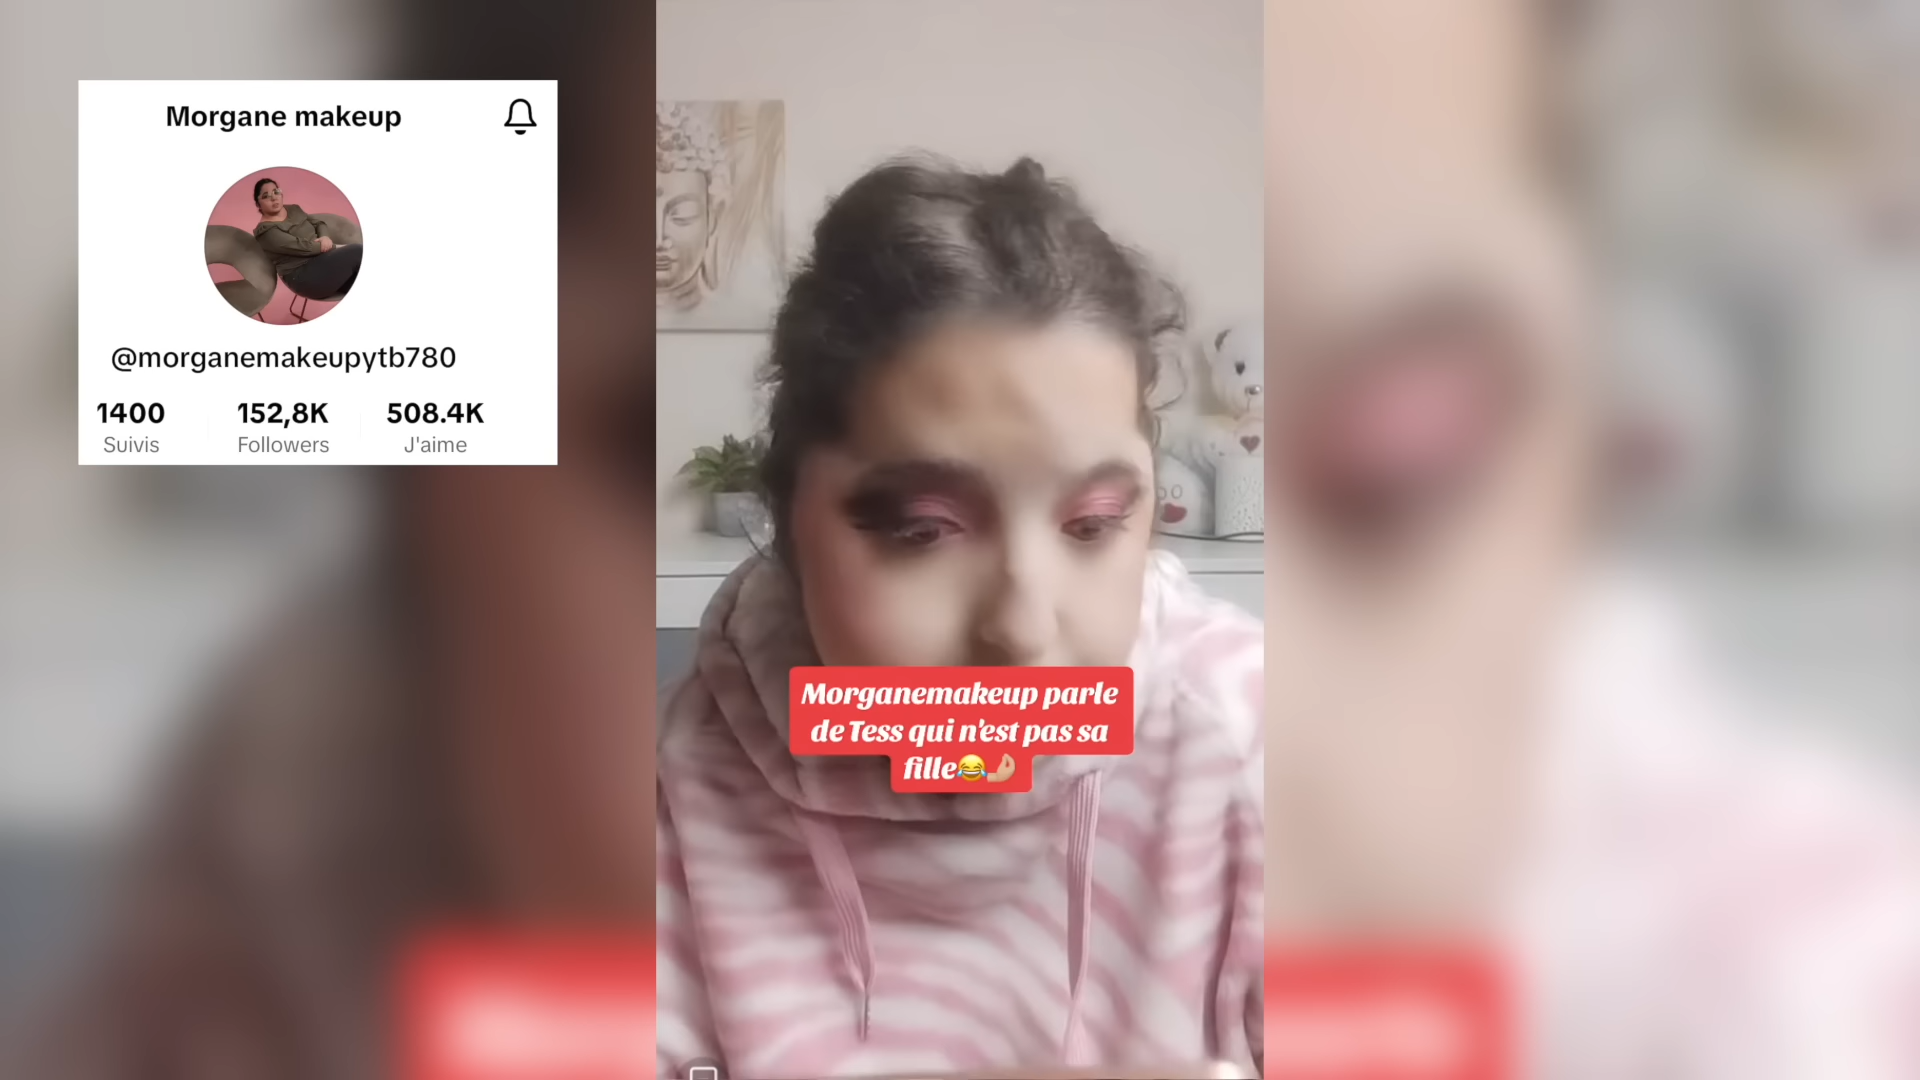 Morgane makeup
@morganemakeupytb780
1400 152,8K 508.4K
Suivis Followers J'aime
Morganemakeup parle
de Tess qui n'est pas sa
fille😂🤌🏼